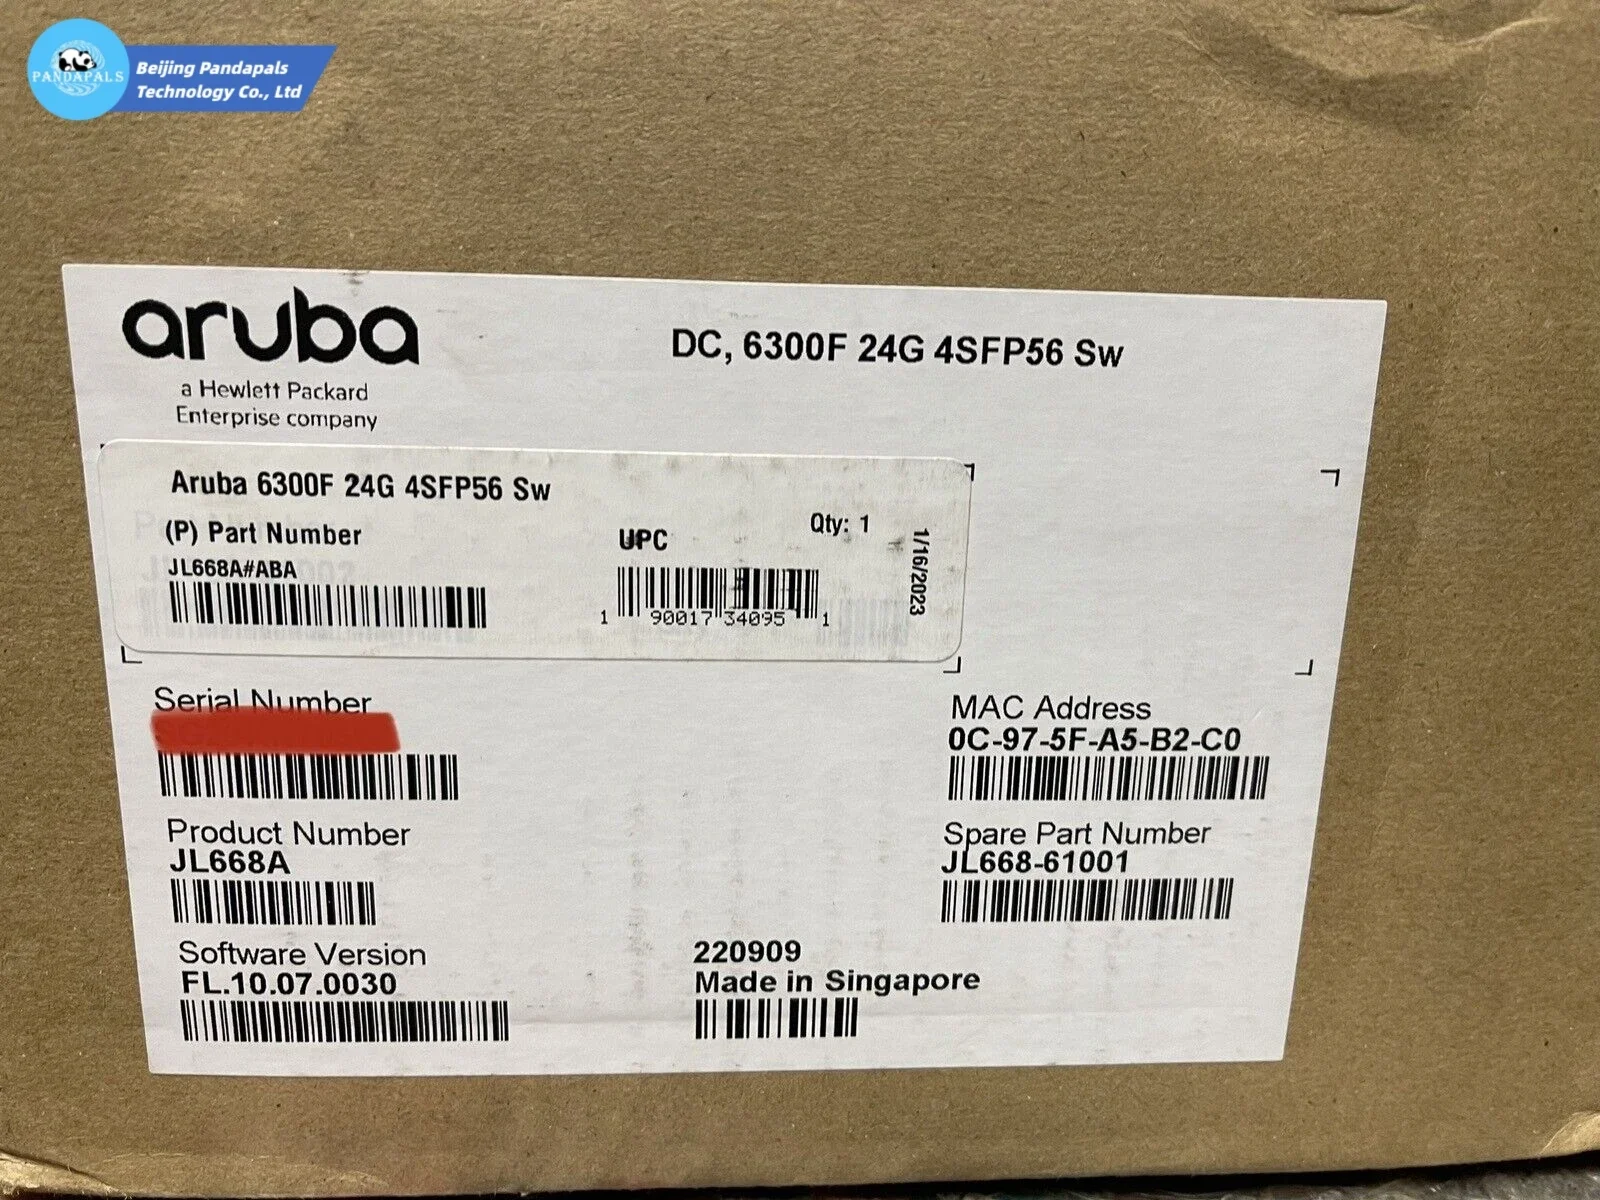 PANDAPALS
Beijing Pandapals
Technology Co., Ltd
aruba
a Hewlett Packard
Enterprise company
DC, 6300F 24G 4SFP56 Sw
Aruba 6300F 24G 4SFP56 Sw
(P) Part Number
JL668A#ABA
UPC
1 90017 34095 1
Qty: 1
1/16/2023
Serial Number
MAC Address
0C-97-5F-A5-B2-C0
Product Number
JL668A
Spare Part Number
JL668-61001
Software Version
FL.10.07.0030
220909
Made in Singapore